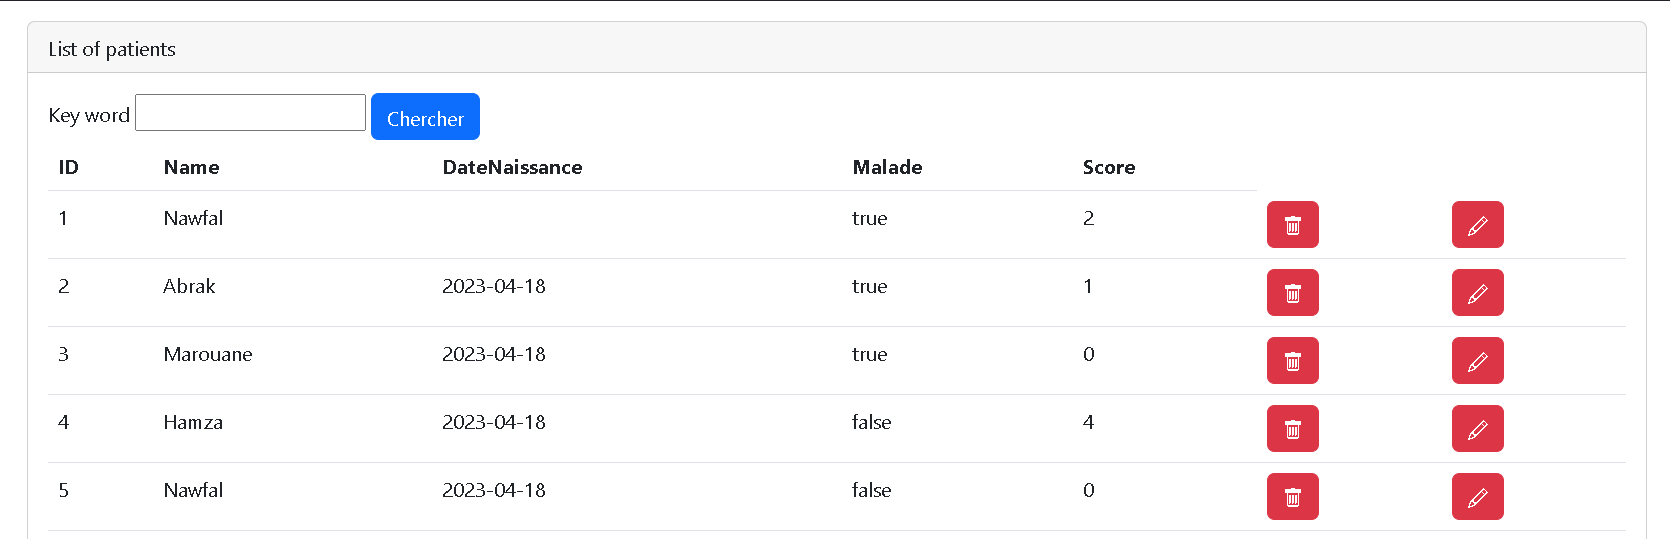 List of patients
Key word Chercher
ID Name DateNaissance Malade Score
1 Nawfal true 2
2 Abrak 2023-04-18 true 1
3 Marouane 2023-04-18 true 0
4 Hamza 2023-04-18 false 4
5 Nawfal 2023-04-18 false 0